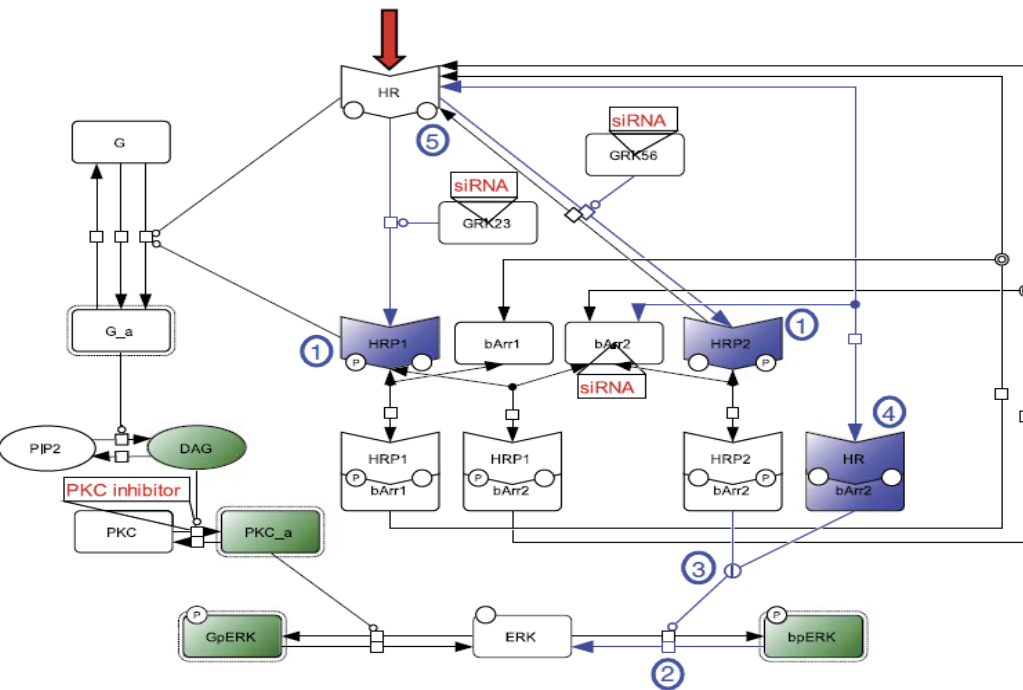 HR
siRNA
5
G
GRK56
siRNA
GRK23
G_a
1
HRP1
P
bArr1
bArr2
siRNA
HRP2
P
1
4
PIP2
DAG
HRP1
P
bArr1
HRP1
P
bArr2
HRP2
P
bArr2
HR
bArr2
PKC inhibitor
PKC
PKC_a
3
P
GpERK
ERK
P
bpERK
2